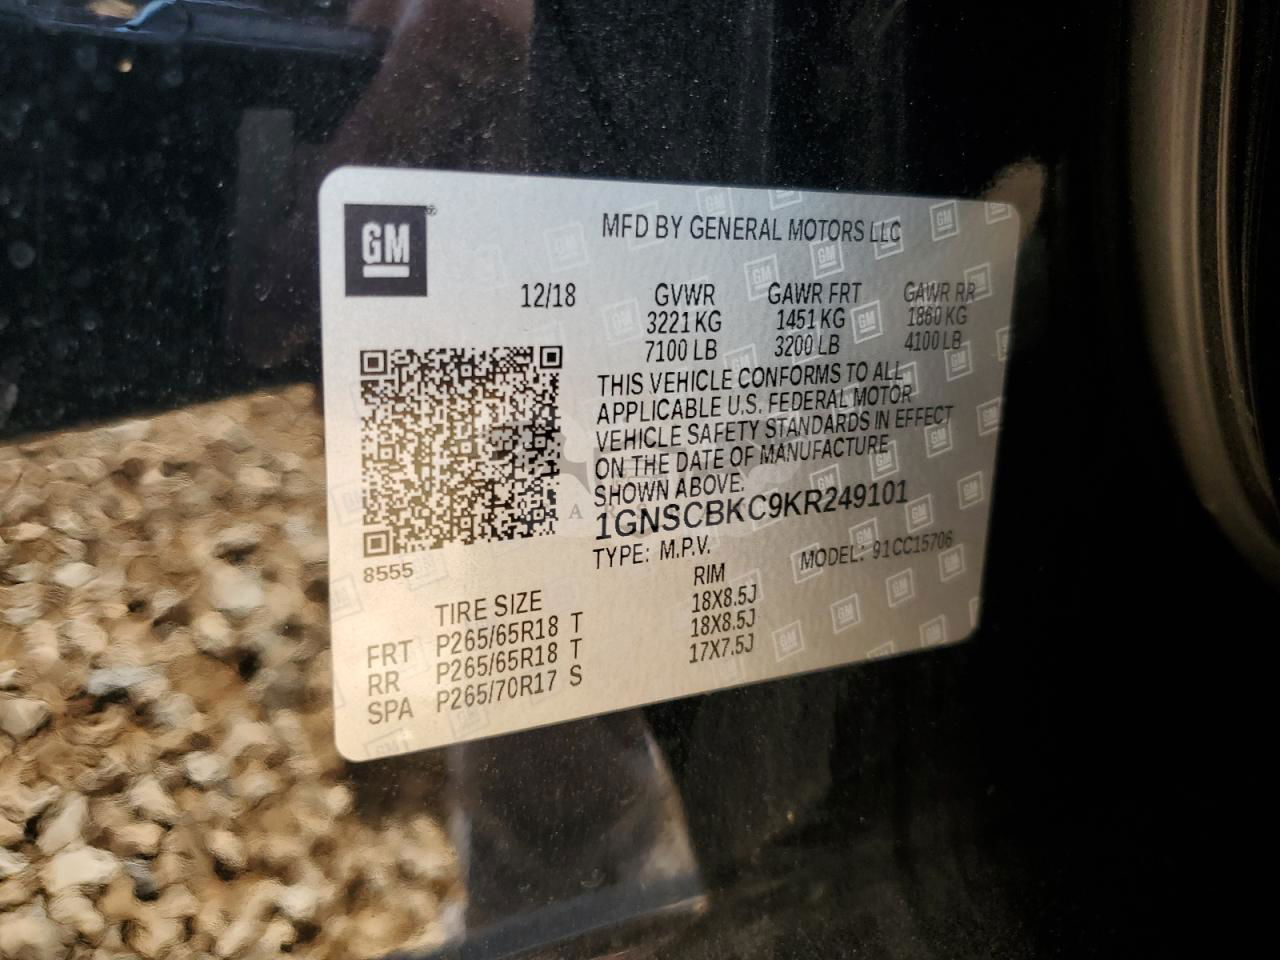 GM
MFD BY GENERAL MOTORS LLC
12/18 GVWR GAWR FRT GAWR RR
3221 KG 1451 KG 1860 KG
7100 LB 3200 LB 4100 LB
THIS VEHICLE CONFORMS TO ALL
APPLICABLE U.S. FEDERAL MOTOR
VEHICLE SAFETY STANDARDS IN EFFECT
ON THE DATE OF MANUFACTURE
SHOWN ABOVE.
1GNSCBKC9KR249101
TYPE: M.P.V. MODEL: 91CC15706
8555
TIRE SIZE RIM
FRT P265/65R18 T 18X8.5J
RR P265/65R18 T 18X8.5J
SPA P265/70R17 S 17X7.5J